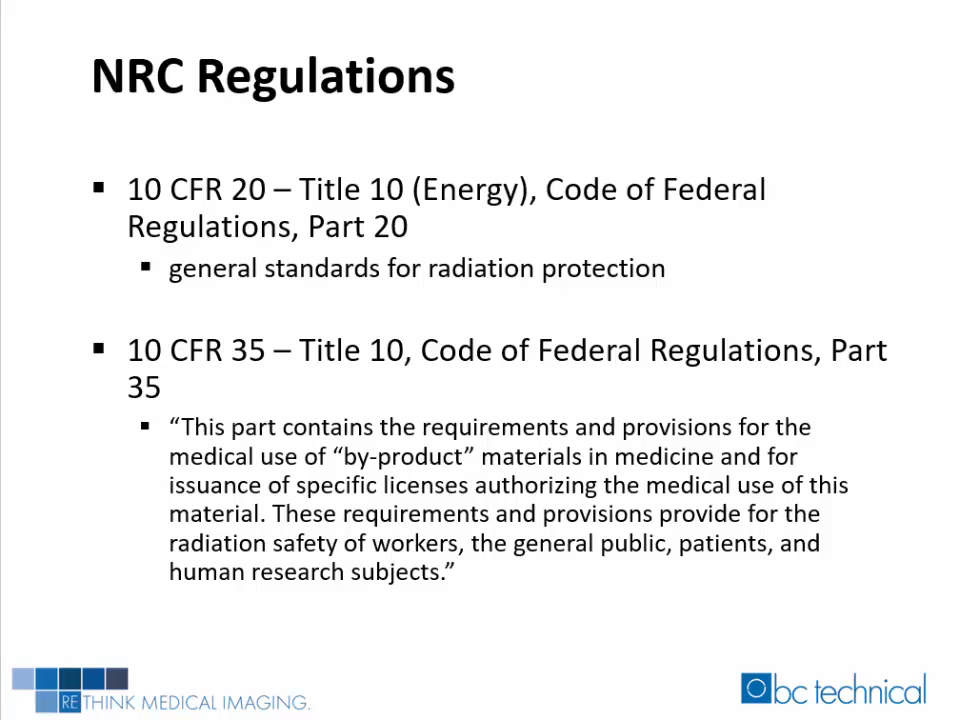 NRC Regulations
▪ 10 CFR 20 – Title 10 (Energy), Code of Federal
Regulations, Part 20
▪ general standards for radiation protection
▪ 10 CFR 35 – Title 10, Code of Federal Regulations, Part
35
▪ “This part contains the requirements and provisions for the
medical use of “by-product” materials in medicine and for
issuance of specific licenses authorizing the medical use of this
material. These requirements and provisions provide for the
radiation safety of workers, the general public, patients, and
human research subjects.”
RETHINK MEDICAL IMAGING.
bc technical